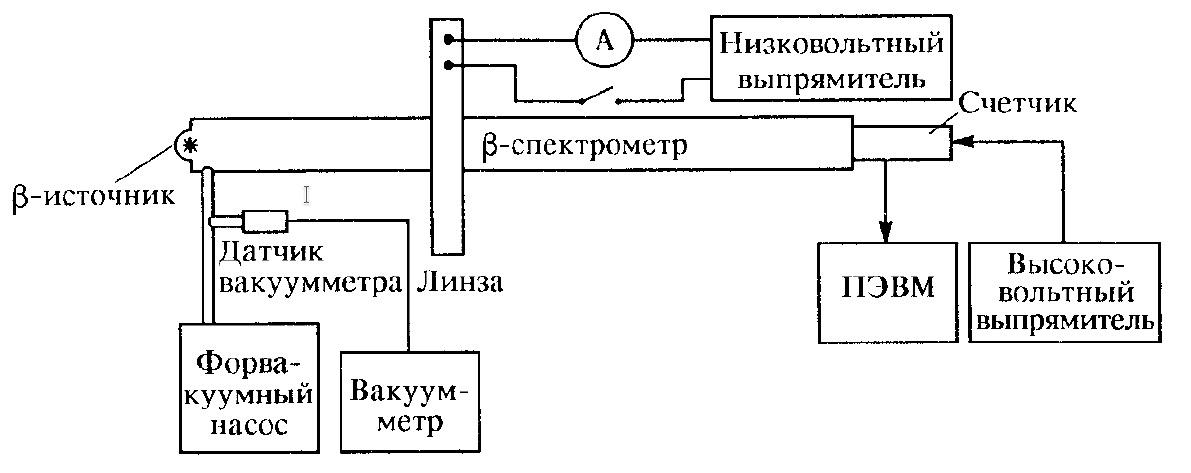 А
Низковольтный
выпрямитель
Счетчик
β-спектрометр
β-источник
I
Датчик
вакуумметра
Линза
ПЭВМ
Высоко-
вольтный
выпрямитель
Форва-
куумный
насос
Вакуум-
метр